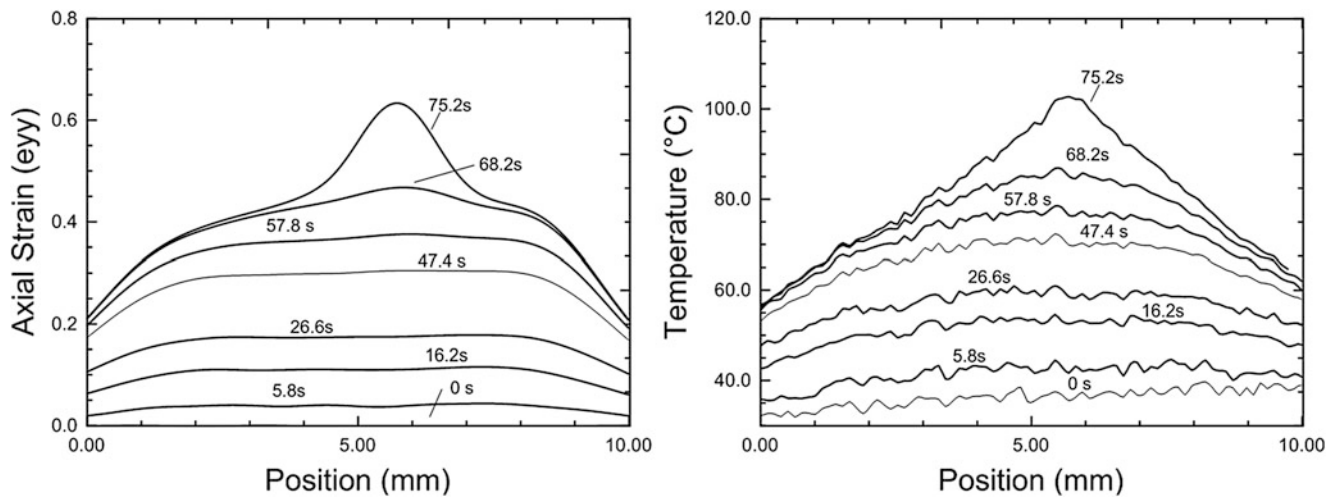 0.8
0.6
0.4
0.2
0.0
0.00
5.00
10.00
Axial Strain (eyy)
Position (mm)
75.2s
68.2s
57.8 s
47.4 s
26.6s
16.2s
5.8s
0 s
120.0
100.0
80.0
60.0
40.0
0.00
5.00
10.00
Temperature (°C)
Position (mm)
75.2s
68.2s
57.8 s
47.4 s
26.6s
16.2s
5.8s
0 s